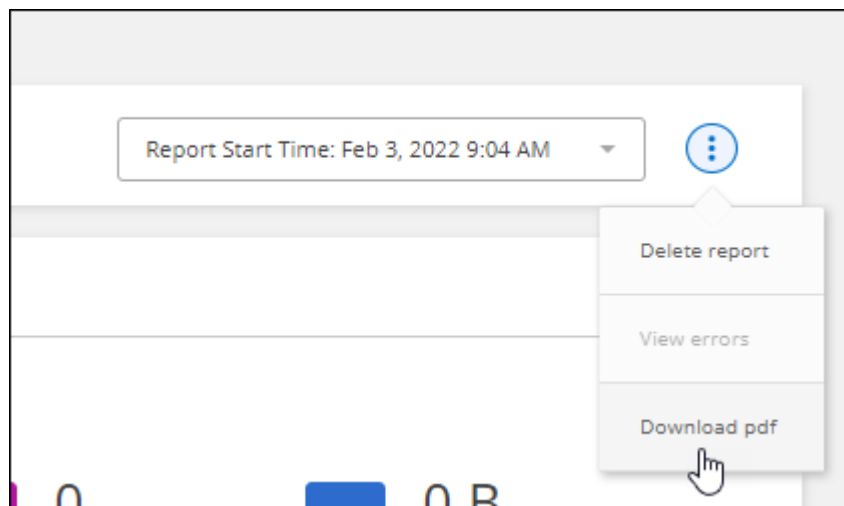 Report Start Time: Feb 3, 2022 9:04 AM
Delete report
View errors
Download pdf
0
0 B